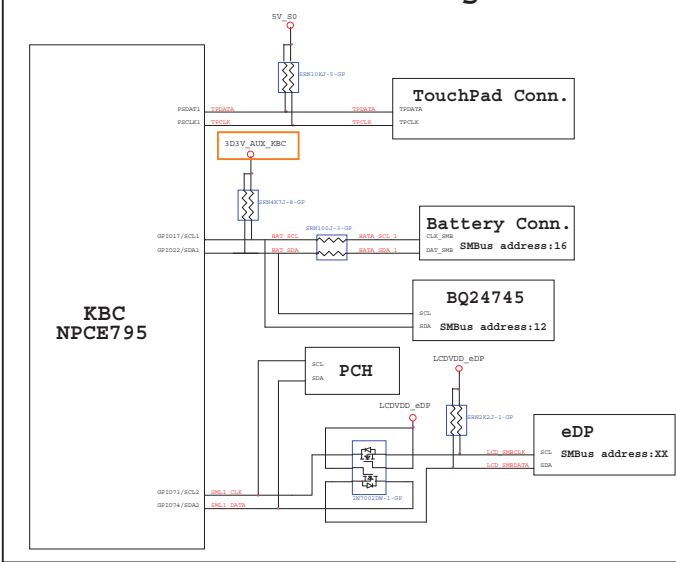 5V_S0
SRN10KJ-5-GP
TouchPad Conn.
PSDAT1 TPDATA TPDATA TPDATA
PSCLK1 TPCLK TPCLK TPCLK
3D3V_AUX_KBC
SRN4K7J-8-GP
SRN100J-3-GP
Battery Conn.
GPIO17/SCL1 BAT_SCL BATA_SCL_1 CLK_SMB
SMBus address:16
GPIO22/SDA1 BAT_SDA BATA_SDA_1 DAT_SMB
BQ24745
SCL
SDA SMBus address:12
KBC
NPCE795
SCL
SDA
PCH
LCDVDD_eDP
LCDVDD_eDP
SRN2K2J-1-GP
eDP
LCD_SMBCLK SCL SMBus address:XX
LCD_SMBDATA SDA
GPIO73/SCL2 SML1_CLK
GPIO74/SDA2 SML1_DATA
2N7002DW-1-GP